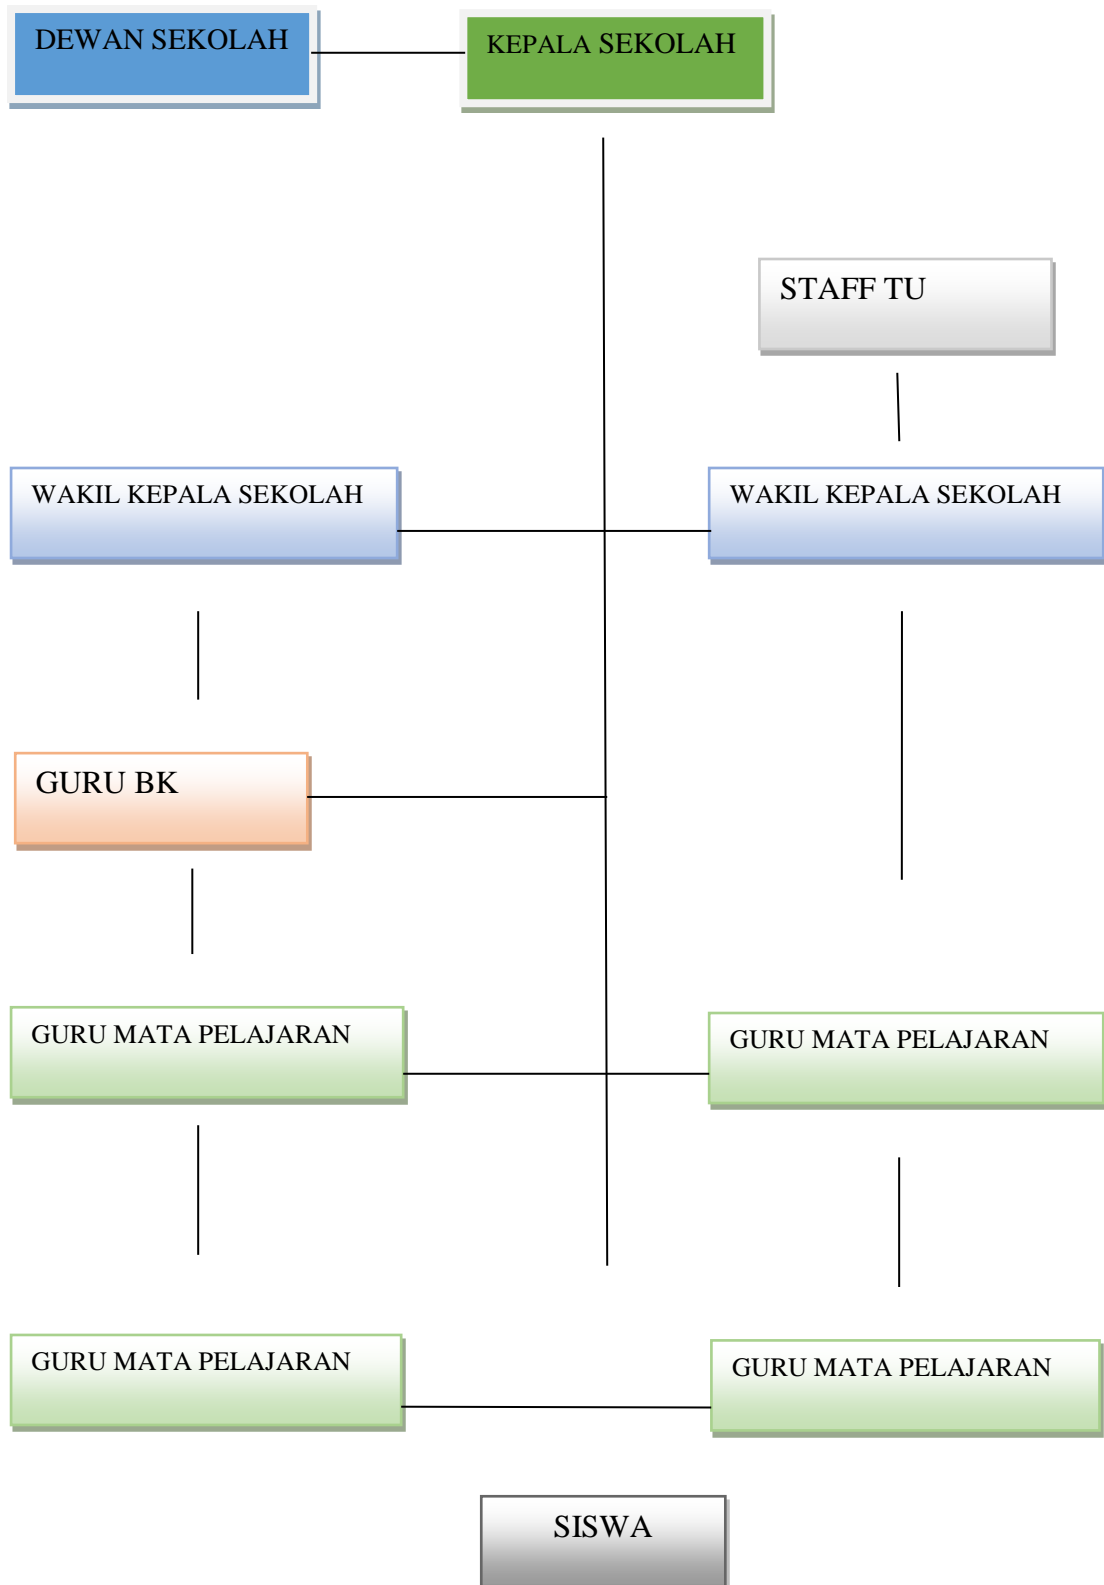 DEWAN SEKOLAH
KEPALA SEKOLAH
STAFF TU
WAKIL KEPALA SEKOLAH
WAKIL KEPALA SEKOLAH
GURU BK
GURU MATA PELAJARAN
GURU MATA PELAJARAN
GURU MATA PELAJARAN
GURU MATA PELAJARAN
SISWA